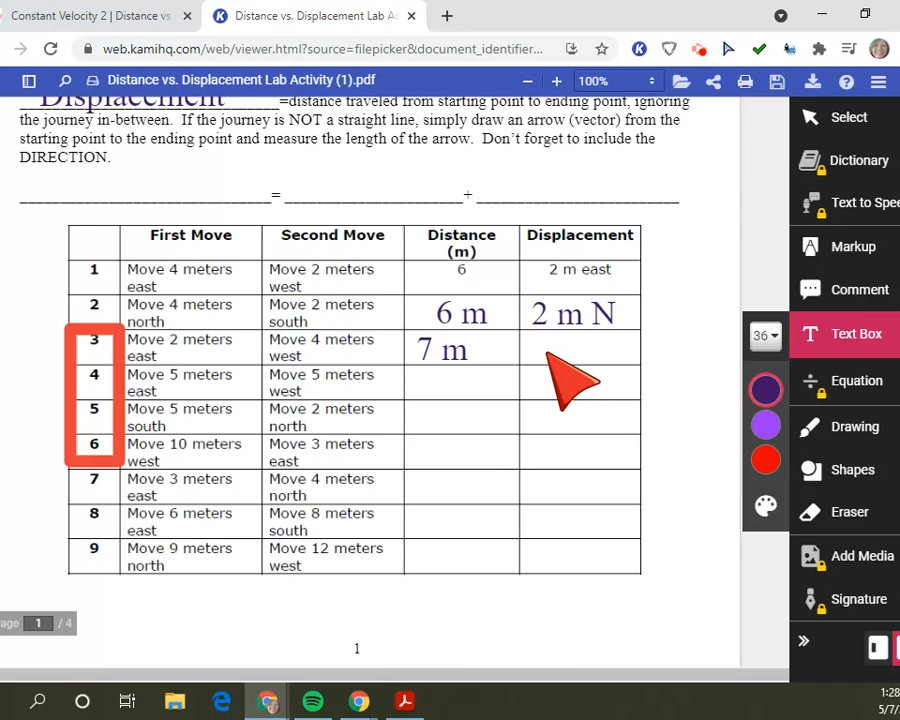 Constant Velocity 2 | Distance vs
Distance vs. Displacement Lab Ac
web.kamihq.com/web/viewer.html?source=filepicker&document_identifier...
Distance vs. Displacement Lab Activity (1).pdf
100%
Displacement =distance traveled from starting point to ending point, ignoring
the journey in-between. If the journey is NOT a straight line, simply draw an arrow (vector) from the
starting point to the ending point and measure the length of the arrow. Don't forget to include the
DIRECTION.
____________________________= ______________________+ _________________________
First Move Second Move Distance (m) Displacement
1 Move 4 meters east Move 2 meters west 6 2 m east
2 Move 4 meters north Move 2 meters south 6 m 2 m N
3 Move 2 meters east Move 4 meters west 7 m
4 Move 5 meters east Move 5 meters west
5 Move 5 meters south Move 2 meters north
6 Move 10 meters west Move 3 meters east
7 Move 3 meters east Move 4 meters north
8 Move 6 meters east Move 8 meters south
9 Move 9 meters north Move 12 meters west
age 1 / 4
1
Select
Dictionary
Text to Spee
Markup
Comment
36
T Text Box
Equation
Drawing
Shapes
Eraser
Add Media
Signature
1:28
5/7/